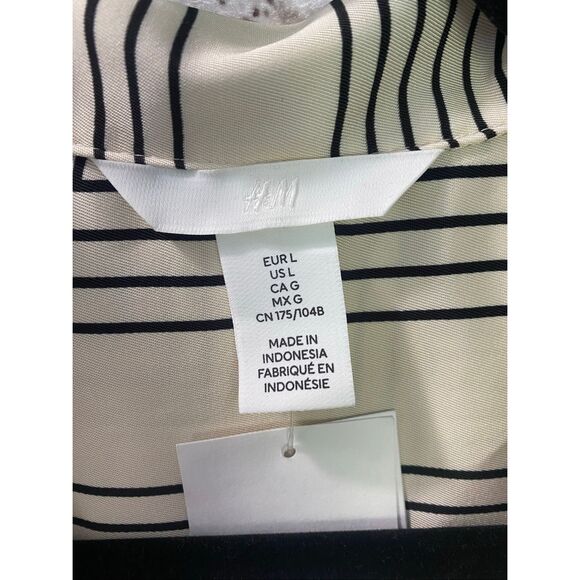 H&M
EUR L
US L
CA G
MX G
CN 175/104B
MADE IN
INDONESIA
FABRIQUÉ EN
INDONÉSIE